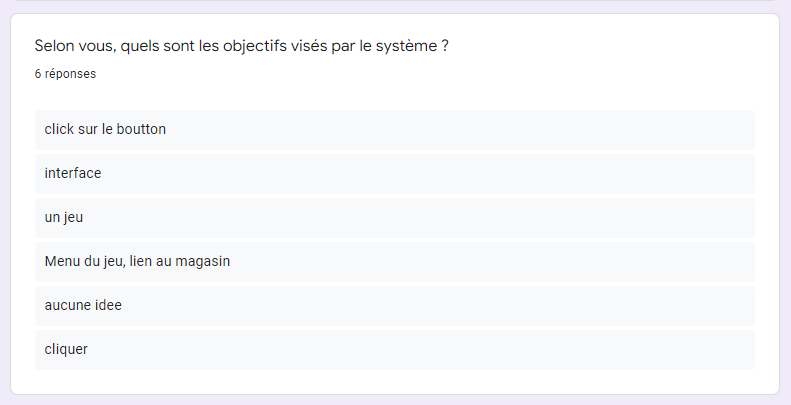 Selon vous, quels sont les objectifs visés par le système ?
6 réponses
click sur le boutton
interface
un jeu
Menu du jeu, lien au magasin
aucune idee
cliquer